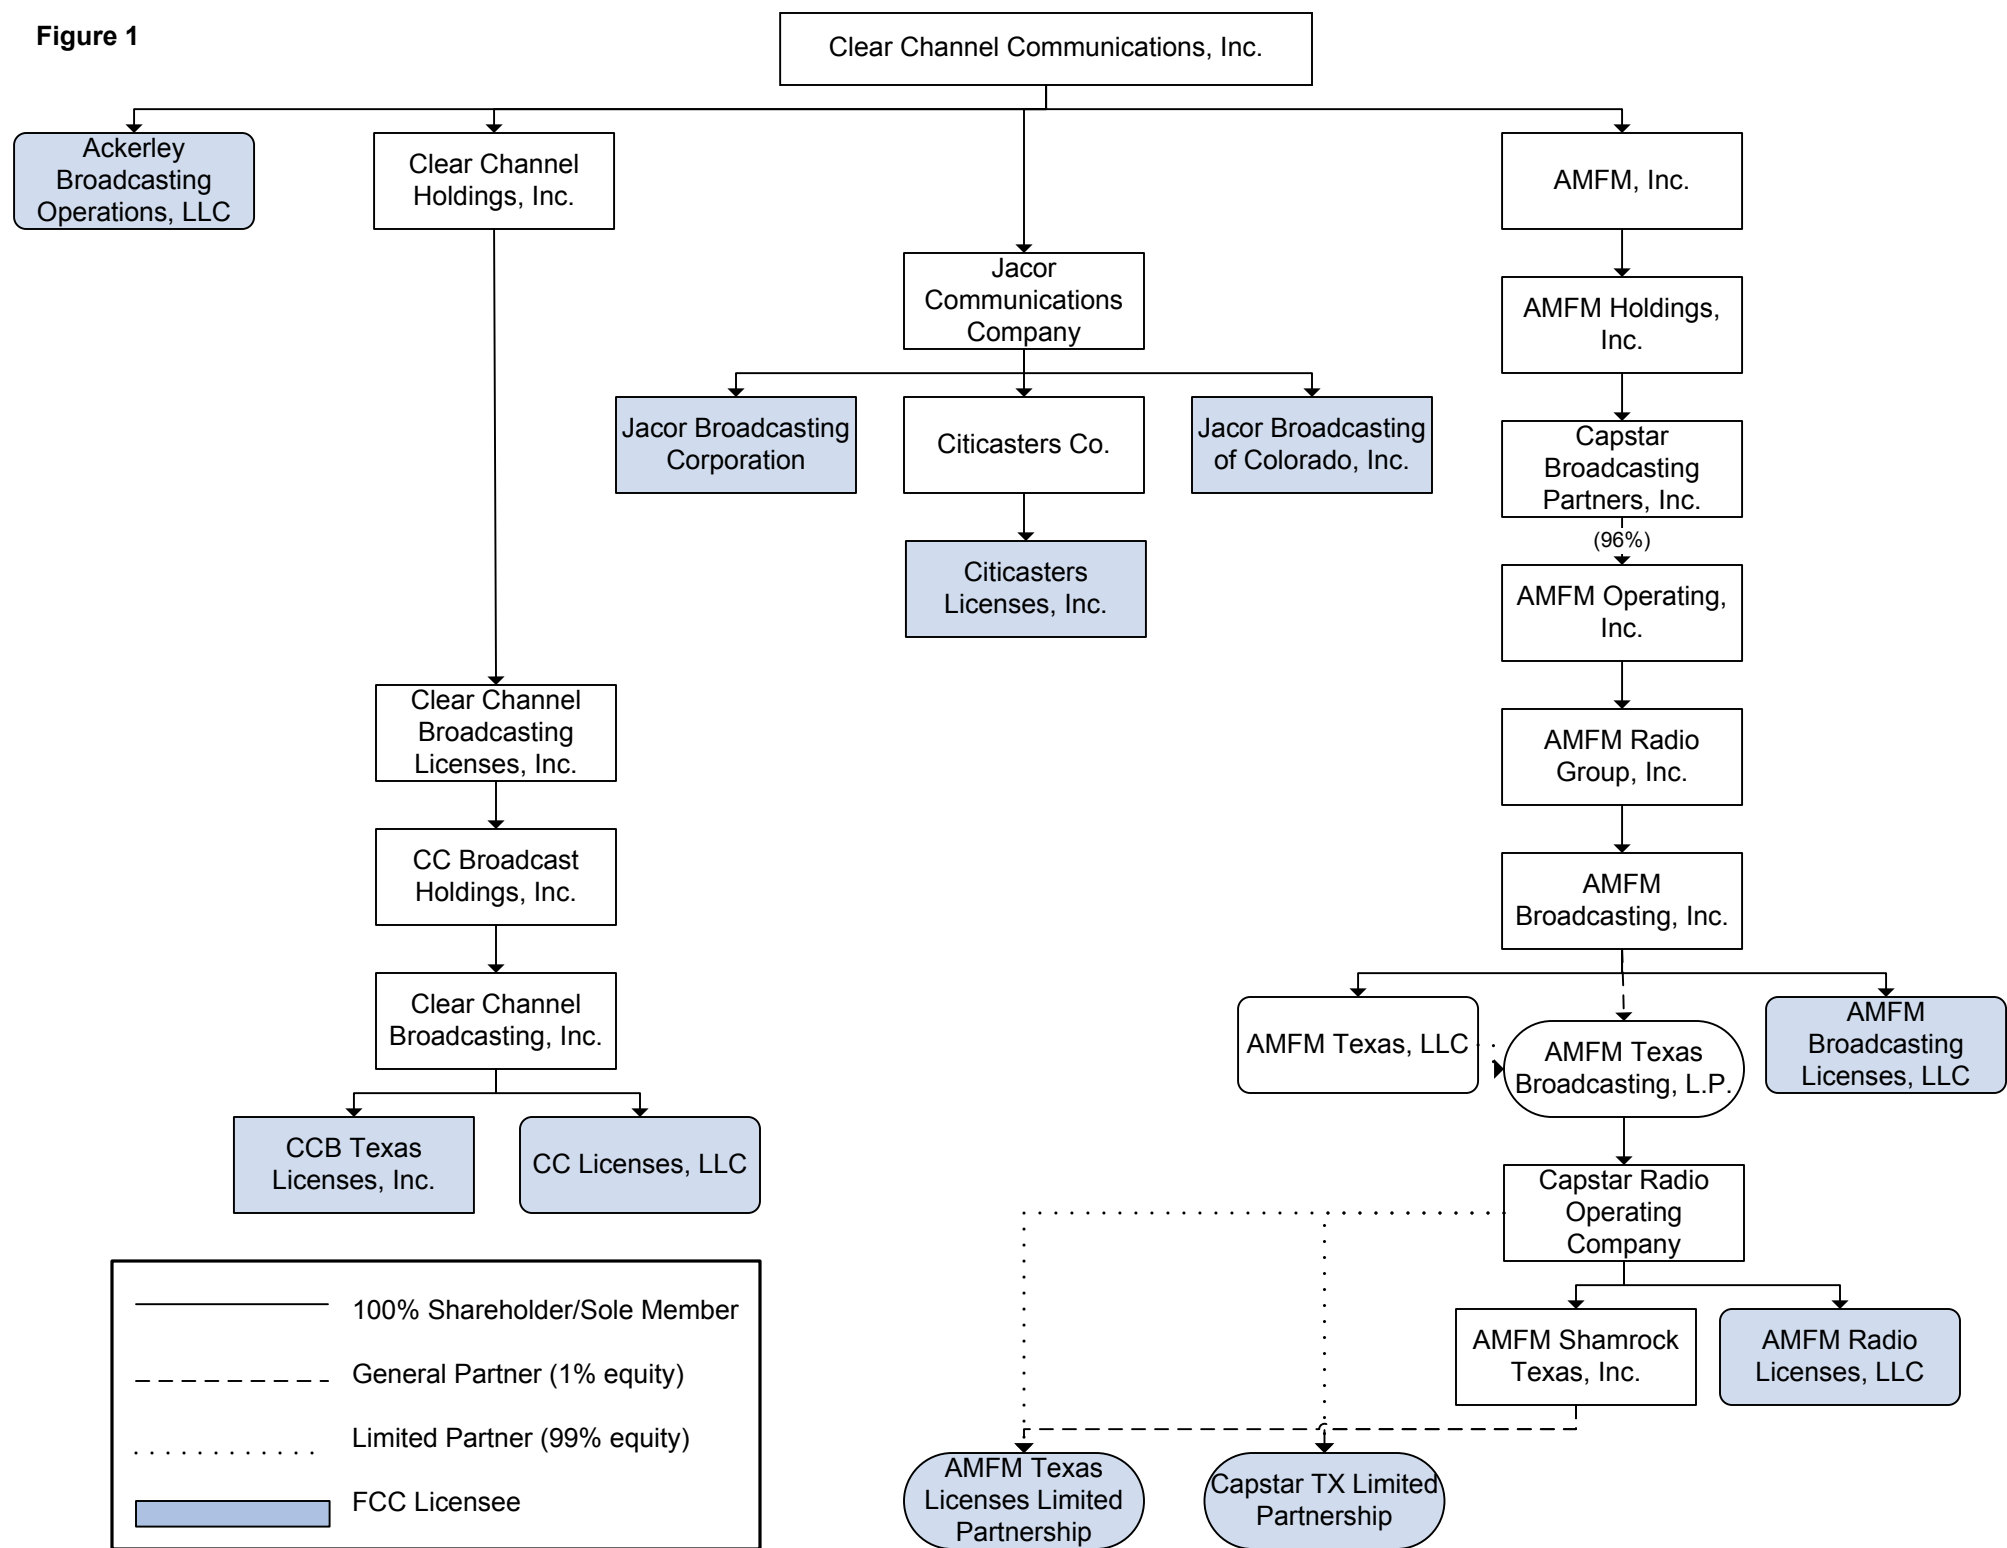 Figure 1
Clear Channel Communications, Inc.
Ackerley
Broadcasting
Operations, LLC
Clear Channel
Holdings, Inc.
AMFM, Inc.
Jacor
Communications
Company
AMFM Holdings,
Inc.
Jacor Broadcasting
Corporation
Citicasters Co.
Jacor Broadcasting
of Colorado, Inc.
Capstar
Broadcasting
Partners, Inc.
(96%)
Citicasters
Licenses, Inc.
AMFM Operating,
Inc.
Clear Channel
Broadcasting
Licenses, Inc.
AMFM Radio
Group, Inc.
CC Broadcast
Holdings, Inc.
AMFM
Broadcasting, Inc.
Clear Channel
Broadcasting, Inc.
AMFM Texas, LLC
AMFM Texas
Broadcasting, L.P.
AMFM
Broadcasting
Licenses, LLC
CCB Texas
Licenses, Inc.
CC Licenses, LLC
Capstar Radio
Operating
Company
AMFM Shamrock
Texas, Inc.
AMFM Radio
Licenses, LLC
AMFM Texas
Licenses Limited
Partnership
Capstar TX Limited
Partnership
100% Shareholder/Sole Member
General Partner (1% equity)
Limited Partner (99% equity)
FCC Licensee